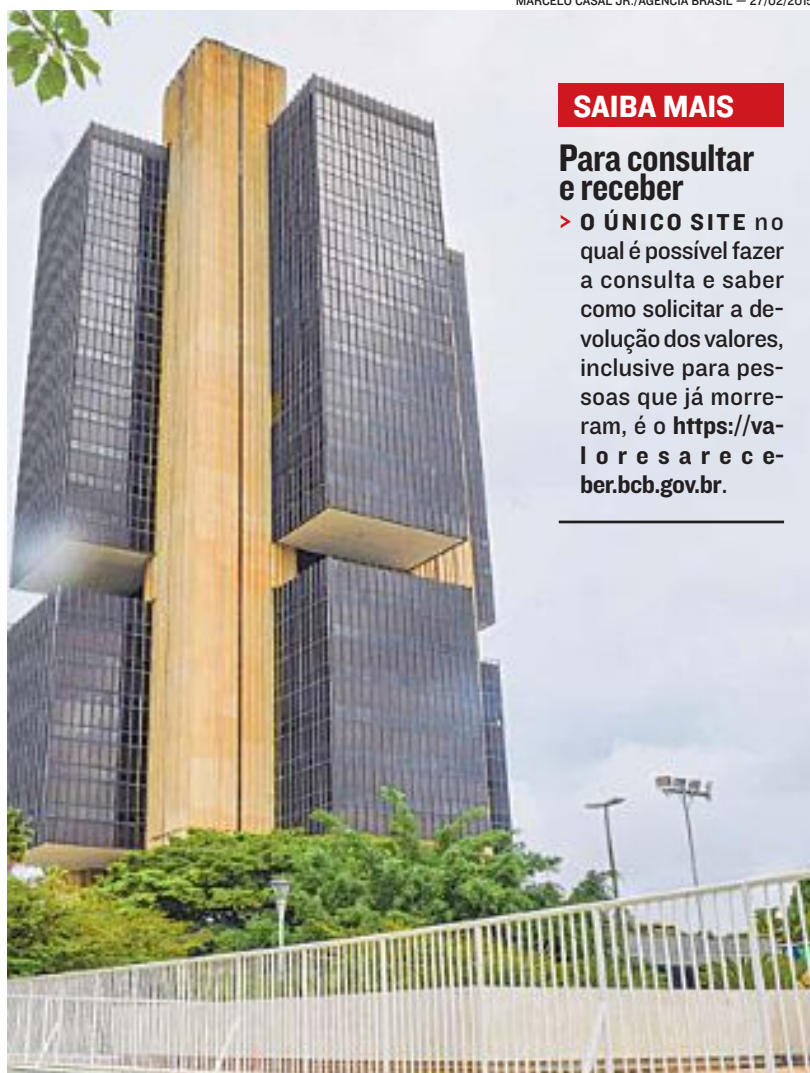 MARCELO CASAL JR./AGÊNCIA BRASIL — 27/02/2015
SAIBA MAIS
Para consultar
e receber
> O ÚNICO SITE no
qual é possível fazer
a consulta e saber
como solicitar a de-
volução dos valores,
inclusive para pes-
soas que já morre-
ram, é o https://va-
loresarece-
ber.bcb.gov.br.